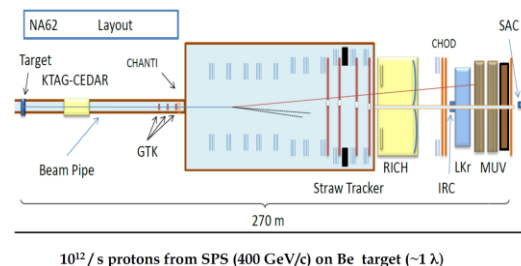 NA62 Layout
Target
KTAG-CEDAR
CHANTI
CHOD
SAC
Beam Pipe
GTK
Straw Tracker
RICH
IRC
LKr
MUV
270 m
10¹²/ s protons from SPS (400 GeV/c) on Be target (~1 λ)